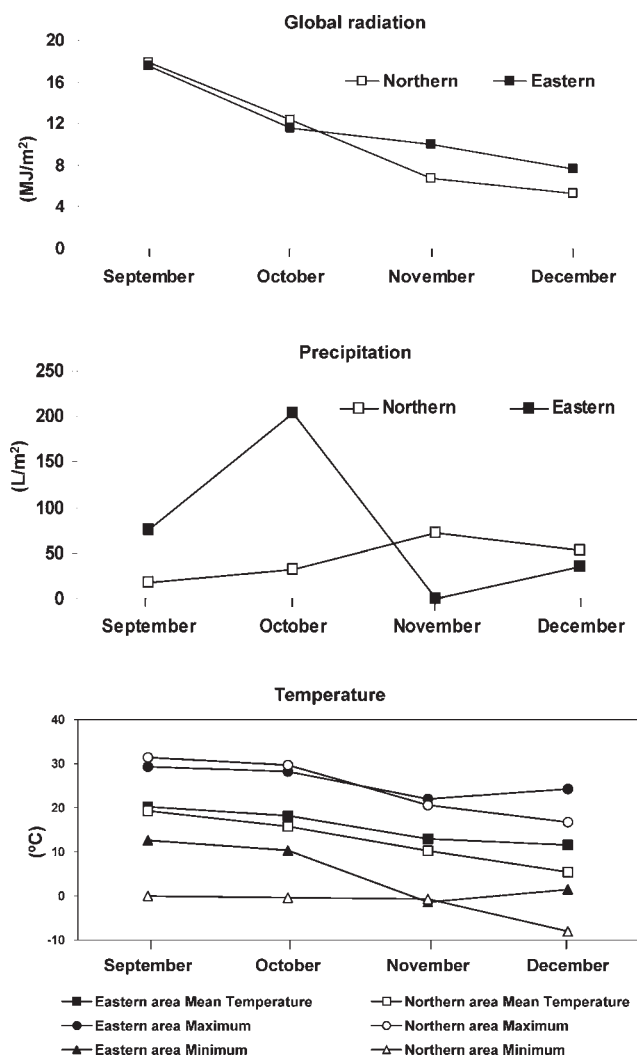 Global radiation
20
Northern Eastern
16
12
8
4
0
(MJ/m²)
September October November December
Precipitation
250
Northern Eastern
200
150
100
50
0
(L/m²)
September October November December
Temperature
40
30
20
10
0
-10
(ºC)
September October November December
Eastern area Mean Temperature Northern area Mean Temperature
Eastern area Maximum Northern area Maximum
Eastern area Minimum Northern area Minimum